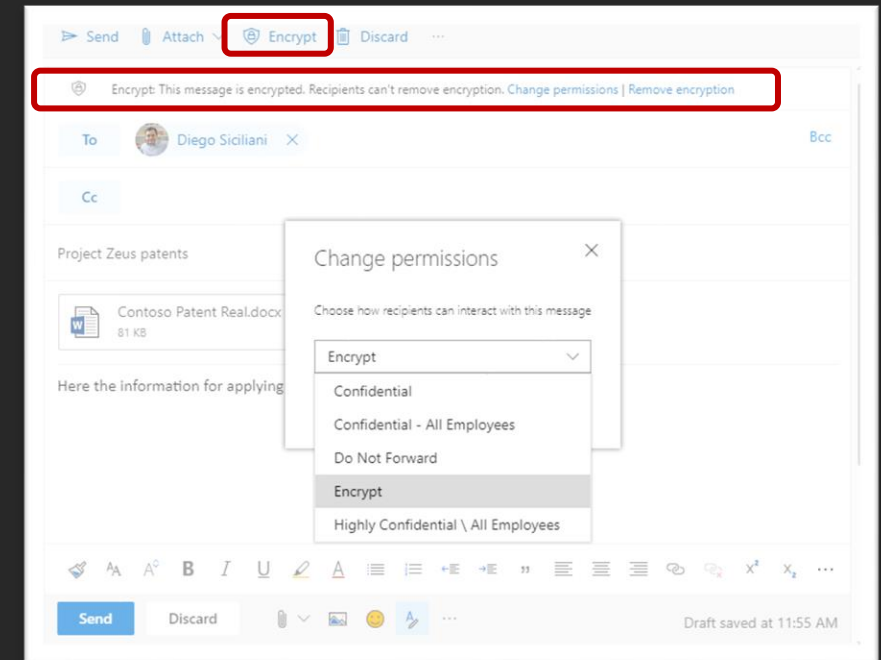 Send Attach Encrypt Discard ...
Encrypt: This message is encrypted. Recipients can't remove encryption. Change permissions | Remove encryption
To Diego Siciliani Bcc
Cc
Project Zeus patents
Contoso Patent Real.docx
81 KB
Here the information for applying
Change permissions
Choose how recipients can interact with this message
Encrypt
Confidential
Confidential - All Employees
Do Not Forward
Encrypt
Highly Confidential \ All Employees
Send Discard ... Draft saved at 11:55 AM